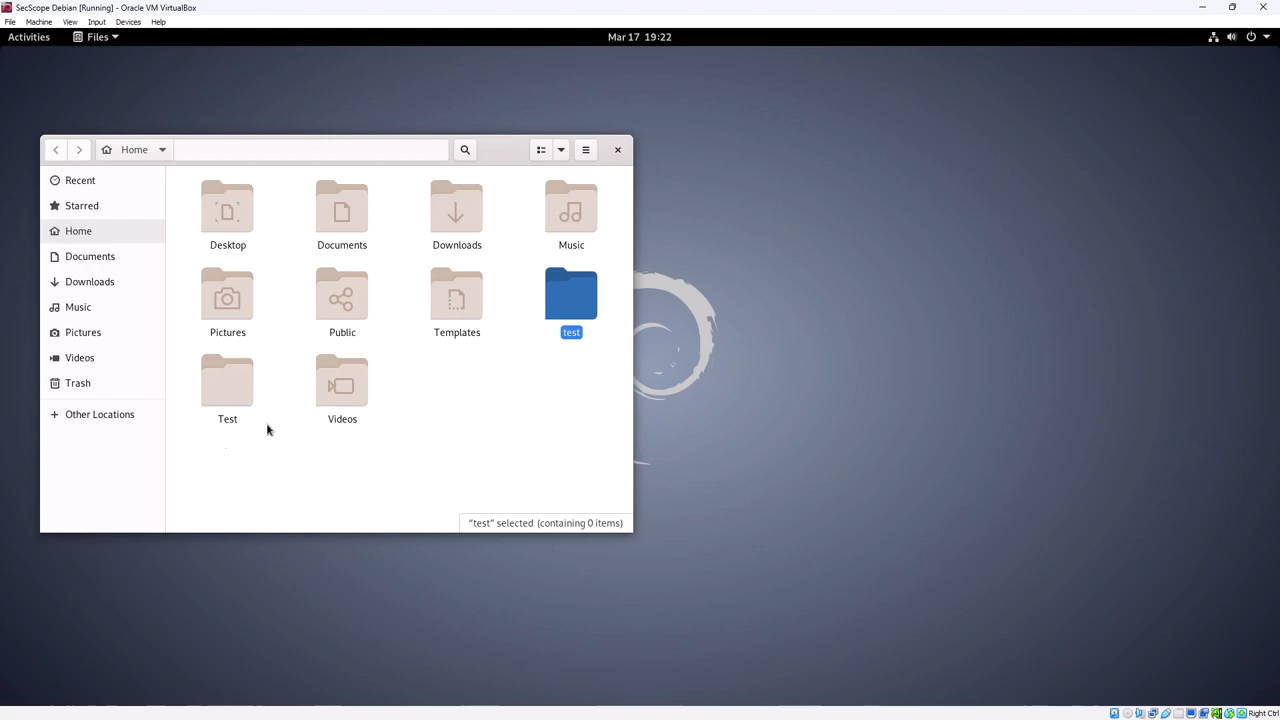 SecScope Debian [Running] - Oracle VM VirtualBox
File Machine View Input Devices Help
Activities Files Mar 17 19:22
Home
Recent
Starred
Home
Documents
Downloads
Music
Pictures
Videos
Trash
Other Locations
Desktop Documents Downloads Music
Pictures Public Templates test
Test Videos
"test" selected (containing 0 items)
Right Ctrl